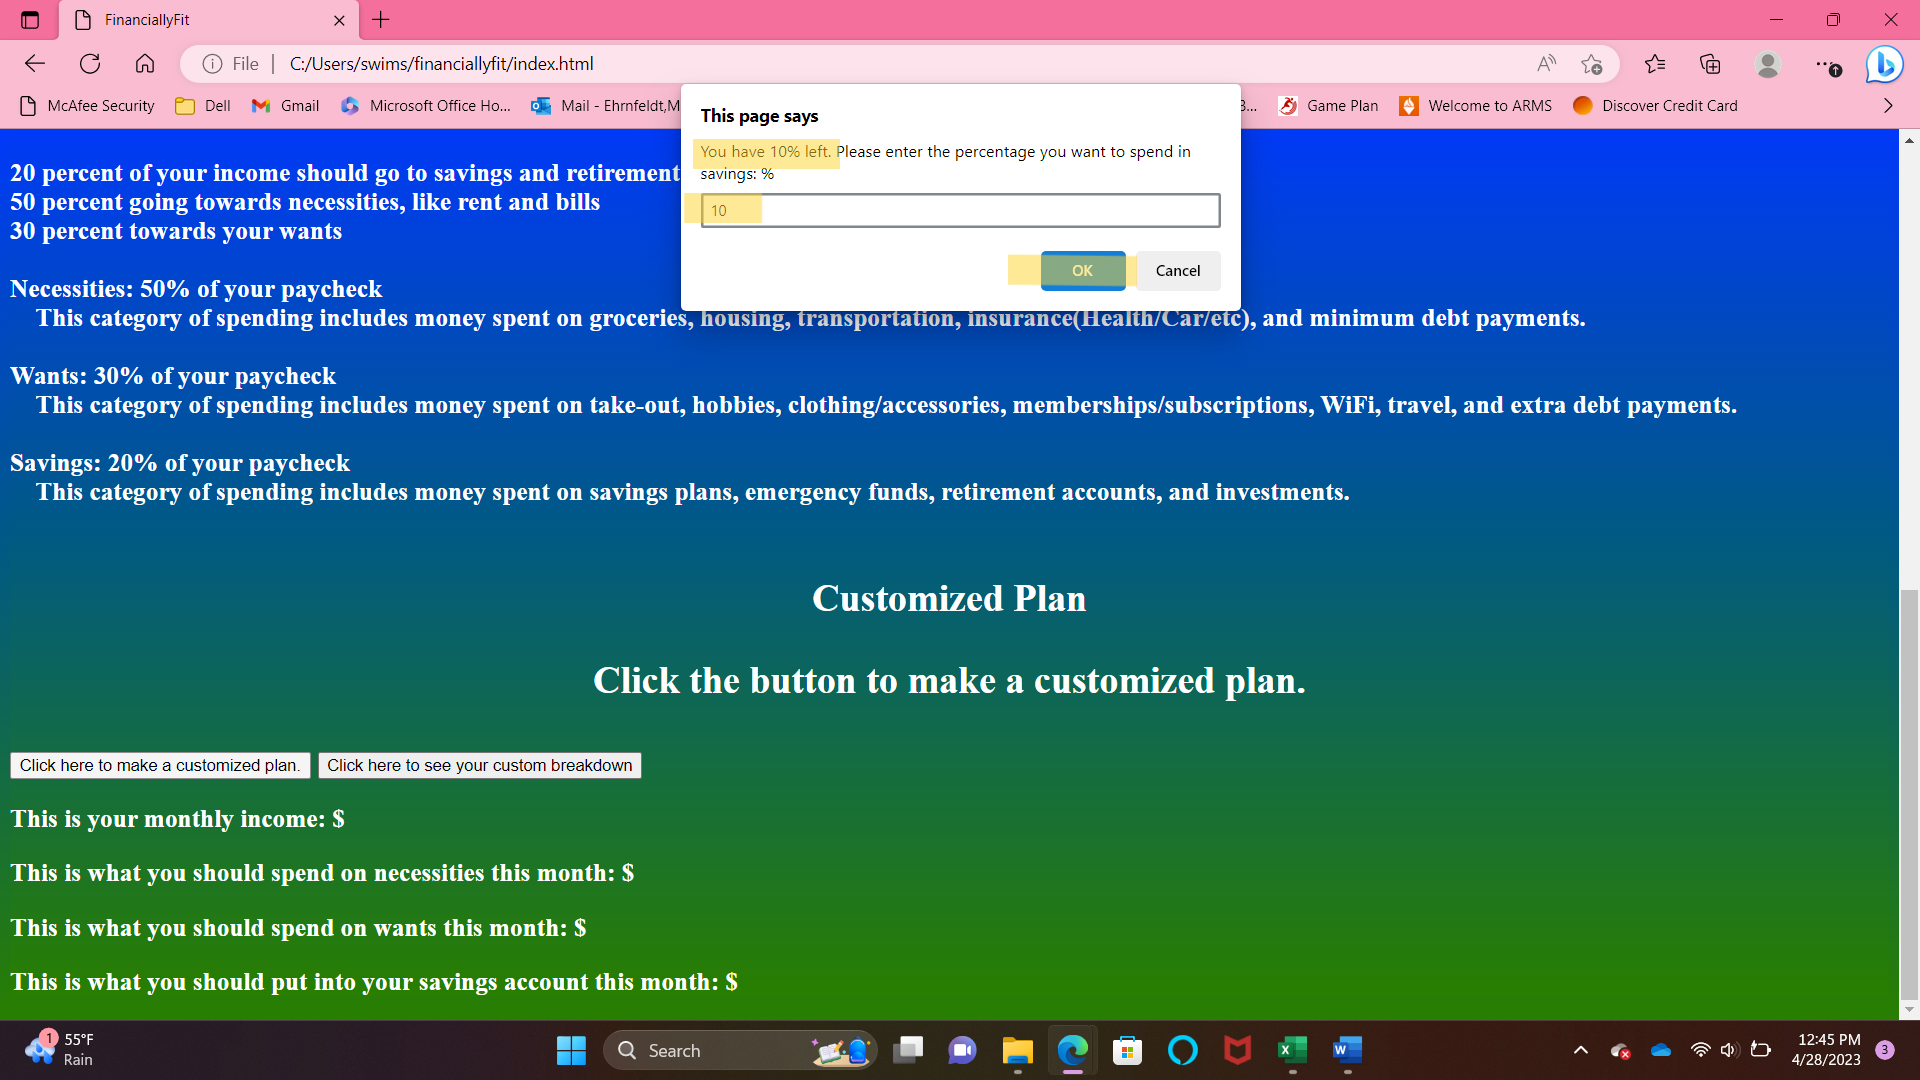 FinanciallyFit
File | C:/Users/swims/financiallyfit/index.html
McAfee Security Dell Gmail Microsoft Office Ho... Mail - Ehrnfeldt,M B... Game Plan Welcome to ARMS Discover Credit Card
This page says
You have 10% left. Please enter the percentage you want to spend in
savings: %
10
OK Cancel
20 percent of your income should go to savings and retirement
50 percent going towards necessities, like rent and bills
30 percent towards your wants
Necessities: 50% of your paycheck
This category of spending includes money spent on groceries, housing, transportation, insurance(Health/Car/etc), and minimum debt payments.
Wants: 30% of your paycheck
This category of spending includes money spent on take-out, hobbies, clothing/accessories, memberships/subscriptions, WiFi, travel, and extra debt payments.
Savings: 20% of your paycheck
This category of spending includes money spent on savings plans, emergency funds, retirement accounts, and investments.
Customized Plan
Click the button to make a customized plan.
Click here to make a customized plan. Click here to see your custom breakdown
This is your monthly income: $
This is what you should spend on necessities this month: $
This is what you should spend on wants this month: $
This is what you should put into your savings account this month: $
1 55°F
Rain
Search
12:45 PM
4/28/2023
3